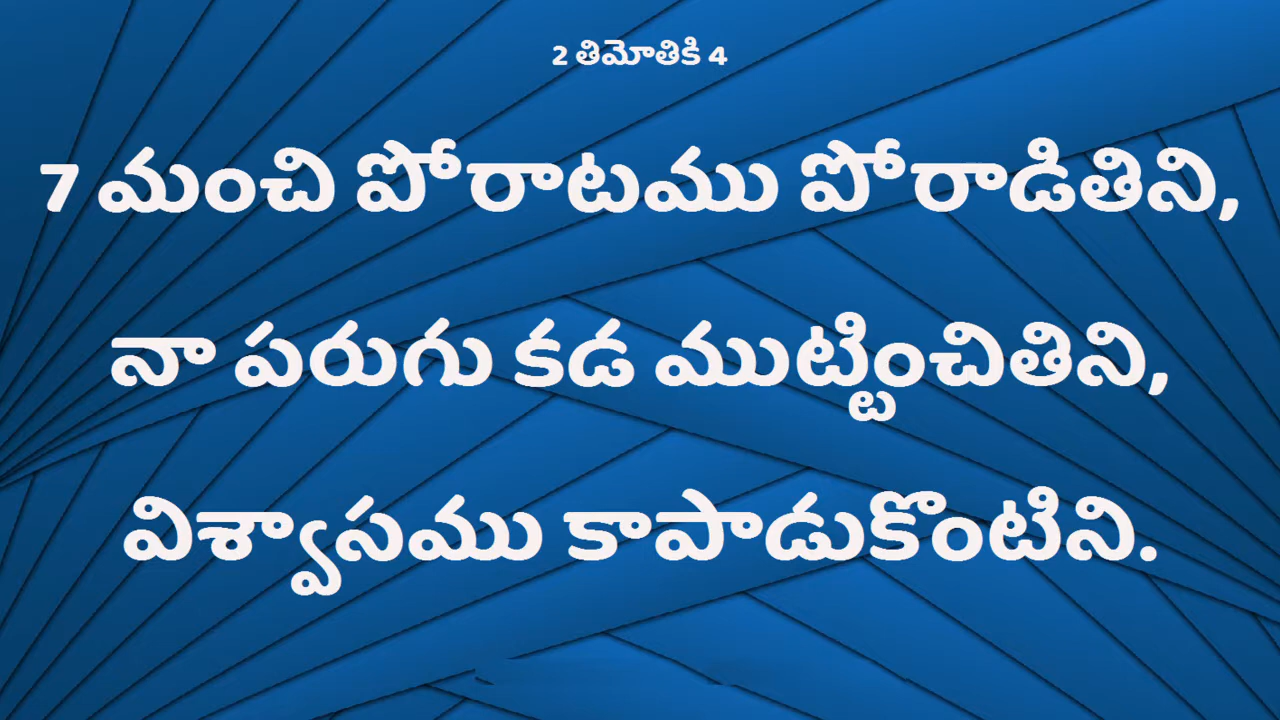 2 తిమోతికి 4
7 మంచి పోరాటము పోరాడితిని,
నా పరుగు కడ ముట్టించితిని,
విశ్వాసము కాపాడుకొంటిని.